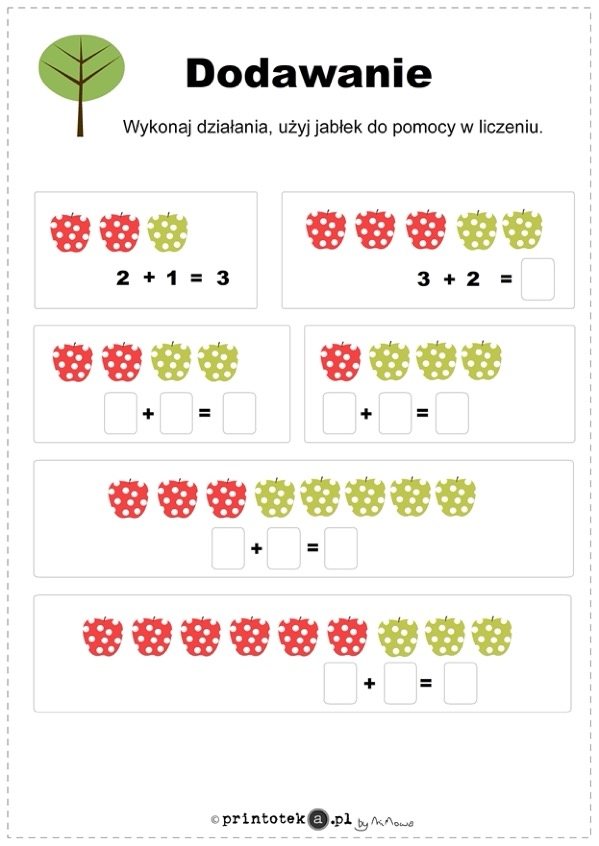 Dodawanie
Wykonaj działania, użyj jabłek do pomocy w liczeniu.
2 + 1 = 3
3 + 2 =
+ =
+ =
+ =
+ =
© printoteka.pl by